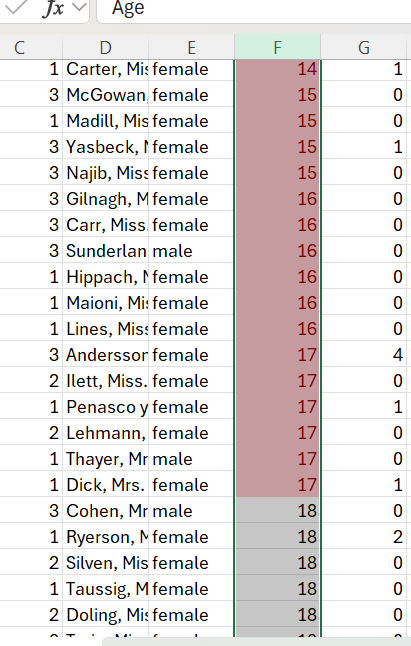 fx Age
C D E F G
1 Carter, Mis female 14 1
3 McGowan, female 15 0
1 Madill, Mis female 15 0
3 Yasbeck, M female 15 1
3 Najib, Miss female 15 0
3 Gilnagh, M female 16 0
3 Carr, Miss. female 16 0
3 Sunderlan male 16 0
1 Hippach, M female 16 0
1 Maioni, Mis female 16 0
1 Lines, Miss female 16 0
3 Andersson female 17 4
2 Ilett, Miss. female 17 0
1 Penasco y female 17 1
2 Lehmann, female 17 0
1 Thayer, Mr male 17 0
1 Dick, Mrs. female 17 1
3 Cohen, Mr male 18 0
1 Ryerson, M female 18 2
2 Silven, Mis female 18 0
1 Taussig, M female 18 0
2 Doling, Mis female 18 0